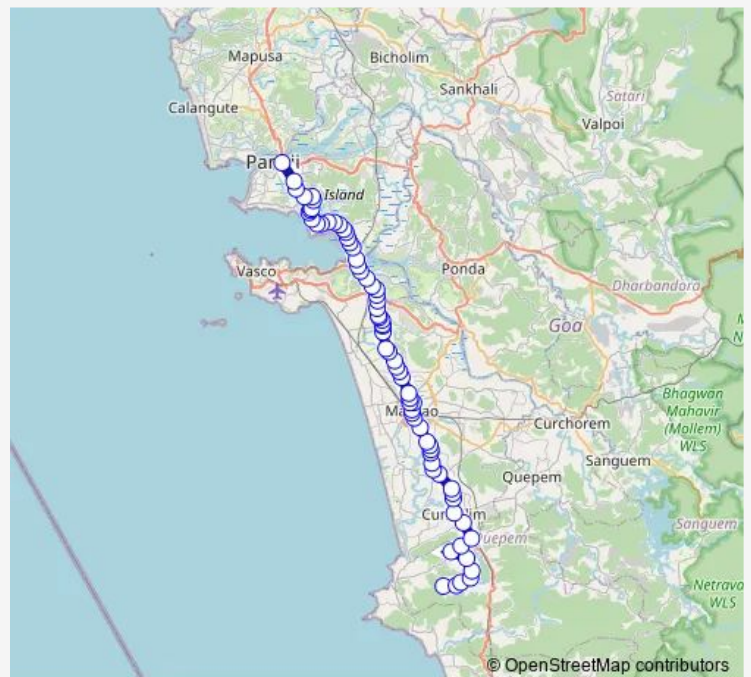 Mapusa
Bicholim
Sankhali
Satari
Calangute
Valpoi
Island
Vasco
Ponda
Dharbandora
Goa
Bhagwan
Mahavir
(Mollem)
WLS
Curchorem
Sanguem
Quepem
Sanguem
Quepem
Netrava
WLS
© OpenStreetMap contributors